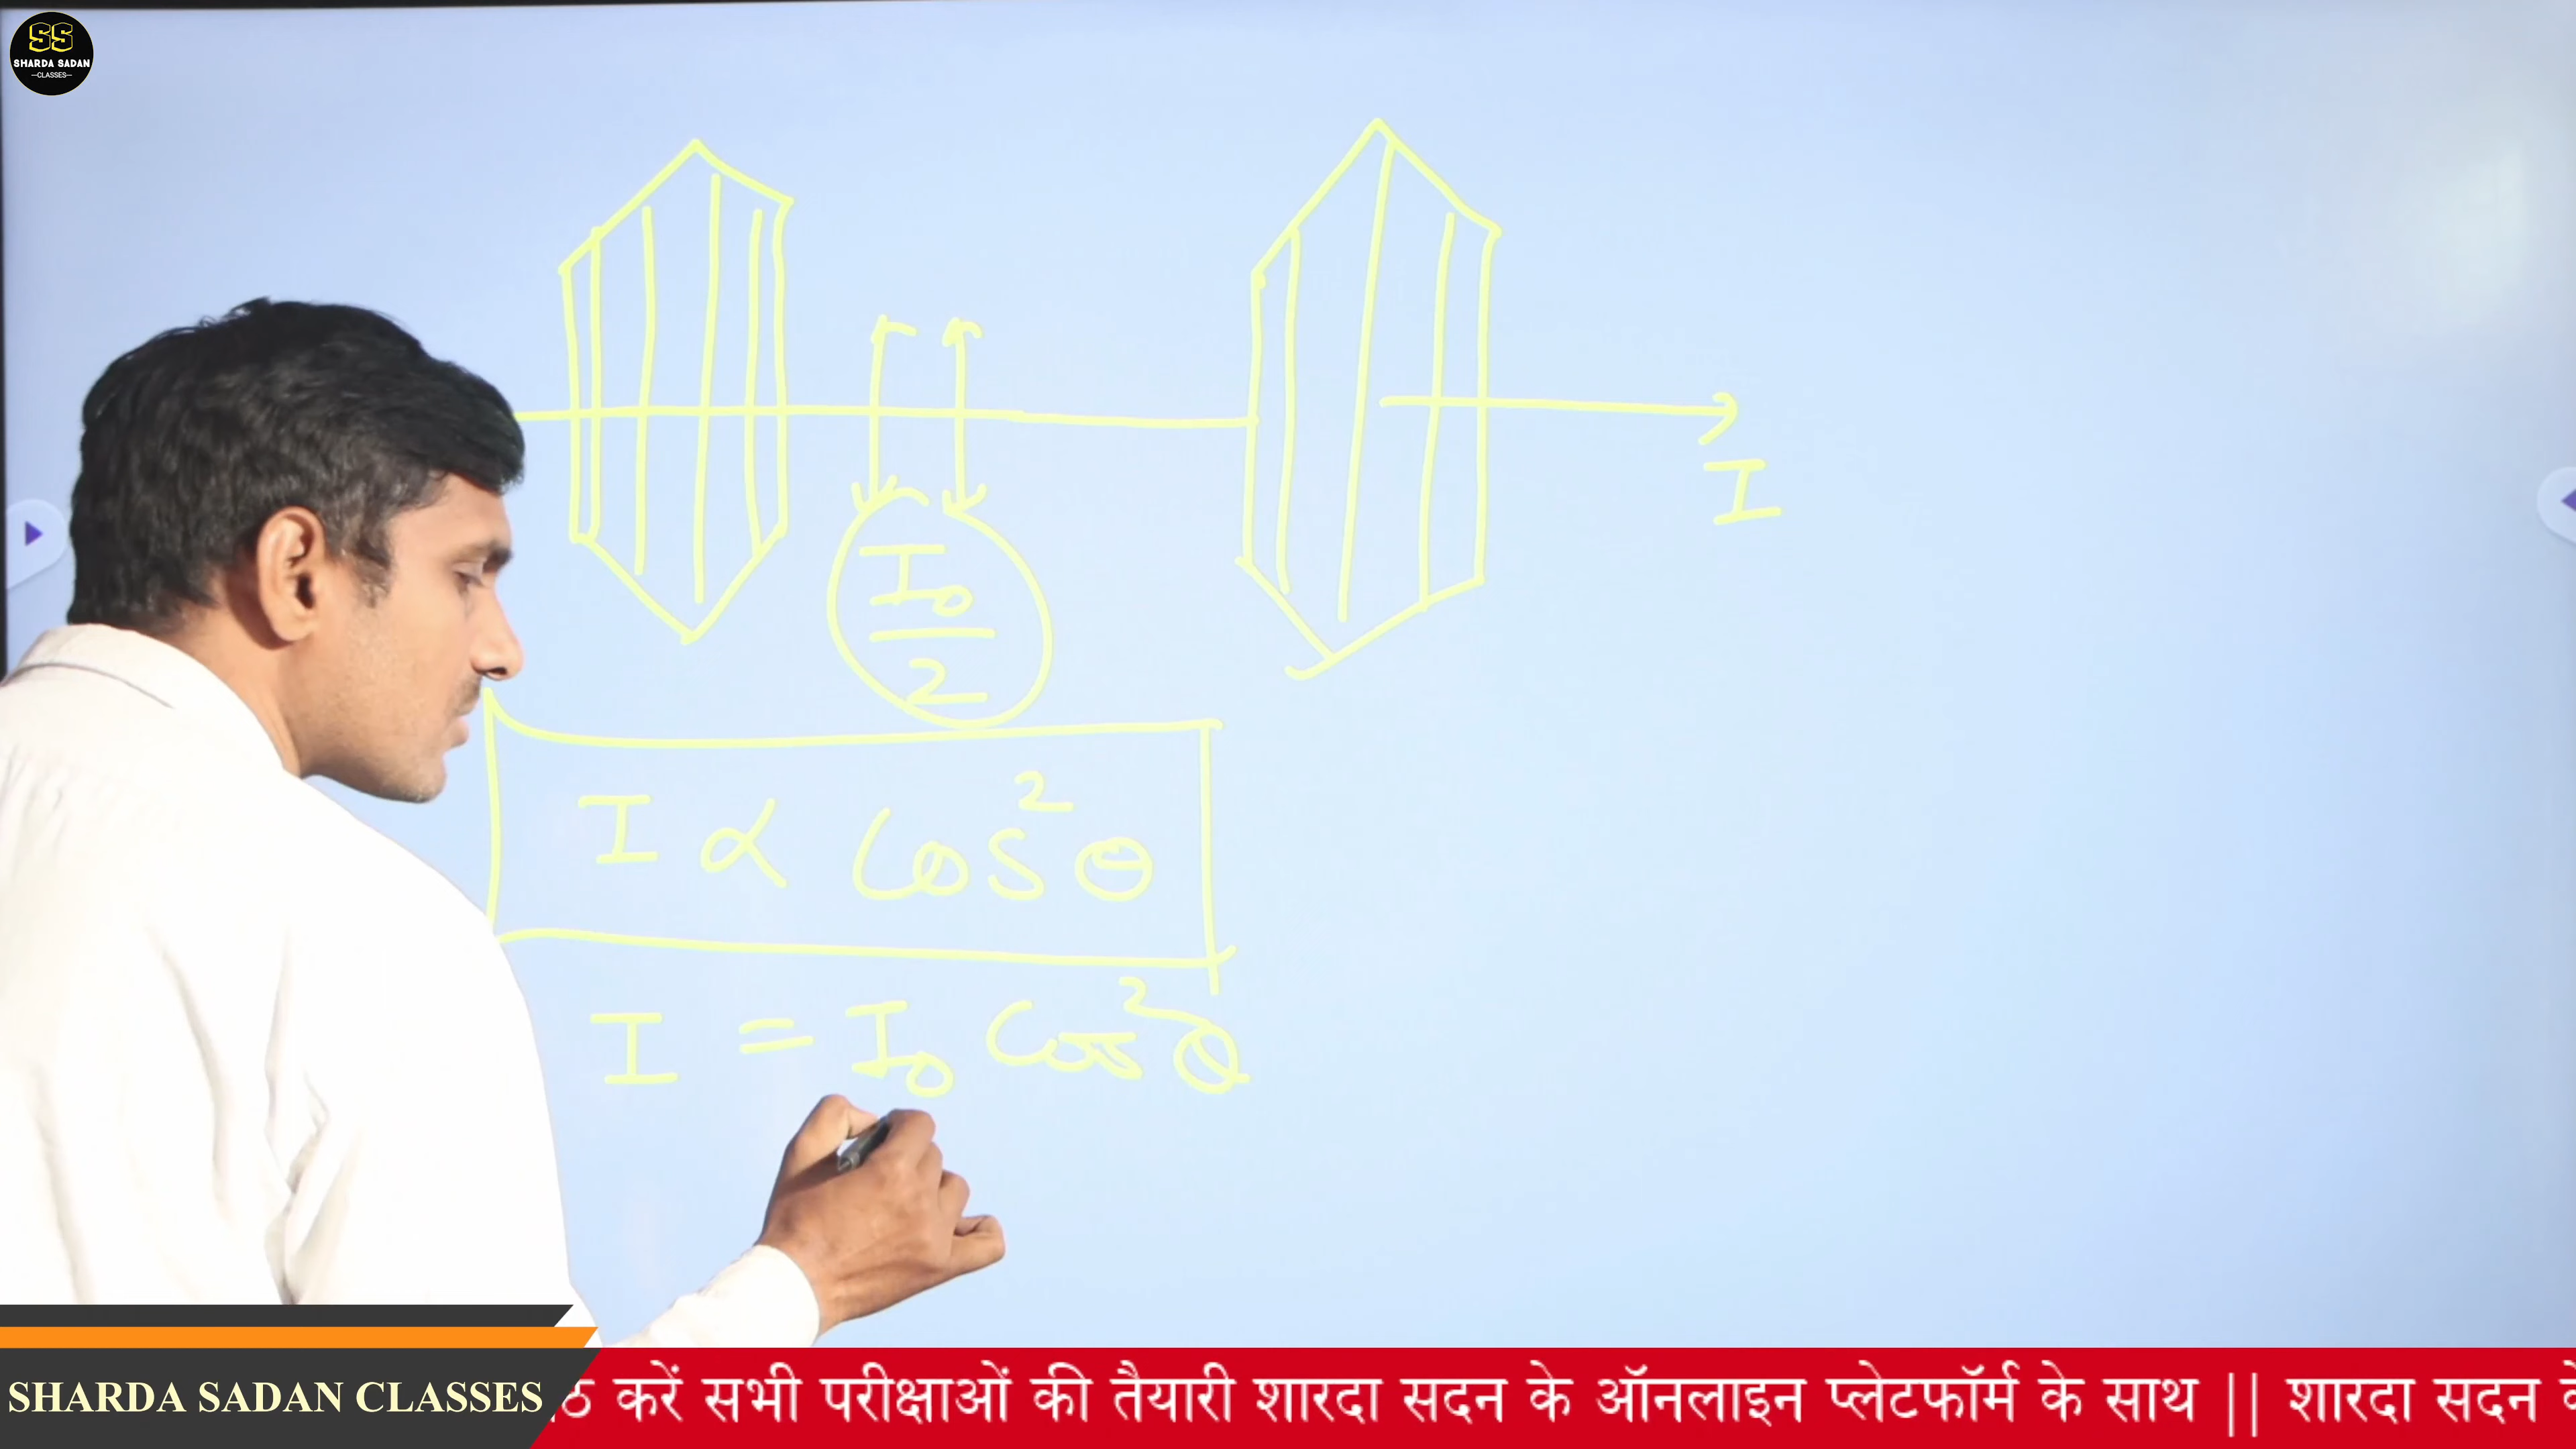 SS
SHARDA SADAN
—CLASSES—
I
I₀
2
I ∝ Cos²θ
I = I₀ Cos²θ
SHARDA SADAN CLASSES
करें सभी परीक्षाओं की तैयारी शारदा सदन के ऑनलाइन प्लेटफॉर्म के साथ || शारदा सदन